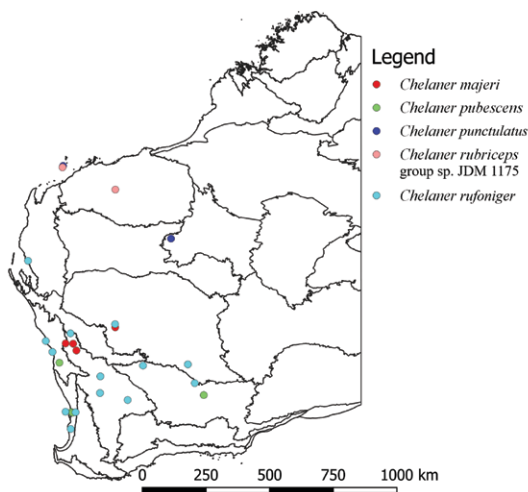 Legend
Chelaner majeri
Chelaner pubescens
Chelaner punctulatus
Chelaner rubriceps
group sp. JDM 1175
Chelaner rufoniger
0 250 500 750 1000 km